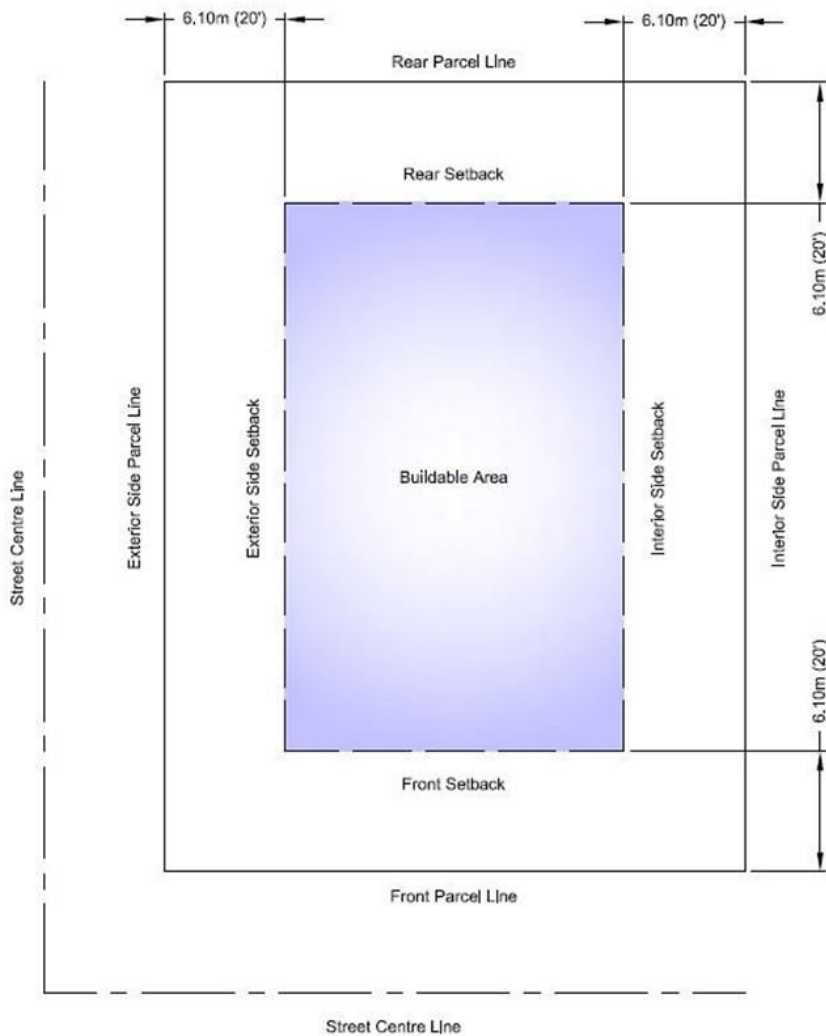 6.10m (20')
6.10m (20')
Rear Parcel Line
Rear Setback
6.10m (20')
Street Centre Line
Exterior Side Parcel Line
Exterior Side Setback
Buildable Area
Interior Side Setback
Interior Side Parcel Line
6.10m (20')
Front Setback
Front Parcel Line
Street Centre Line